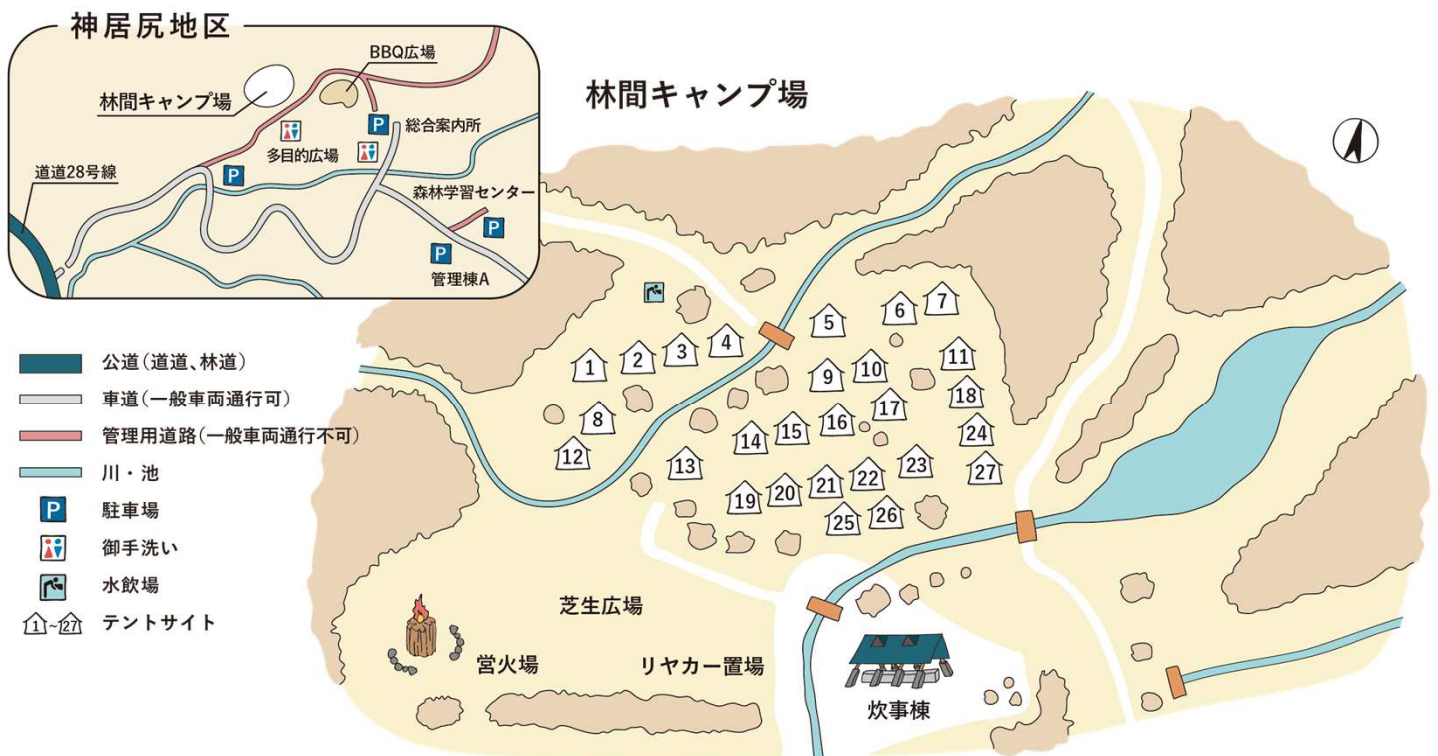 神居尻地区
BBQ広場
林間キャンプ場
P
総合案内所
多目的広場
道道28号線
P
森林学習センター
P
P
管理棟A
林間キャンプ場
公道(道道、林道)
車道(一般車両通行可)
管理用道路(一般車両通行不可)
川・池
P
駐車場
御手洗い
水飲場
1~27
テントサイト
1
2
3
4
5
6
7
8
9
10
11
12
13
14
15
16
17
18
19
20
21
22
23
24
25
26
27
芝生広場
営火場
リヤカー置場
炊事棟